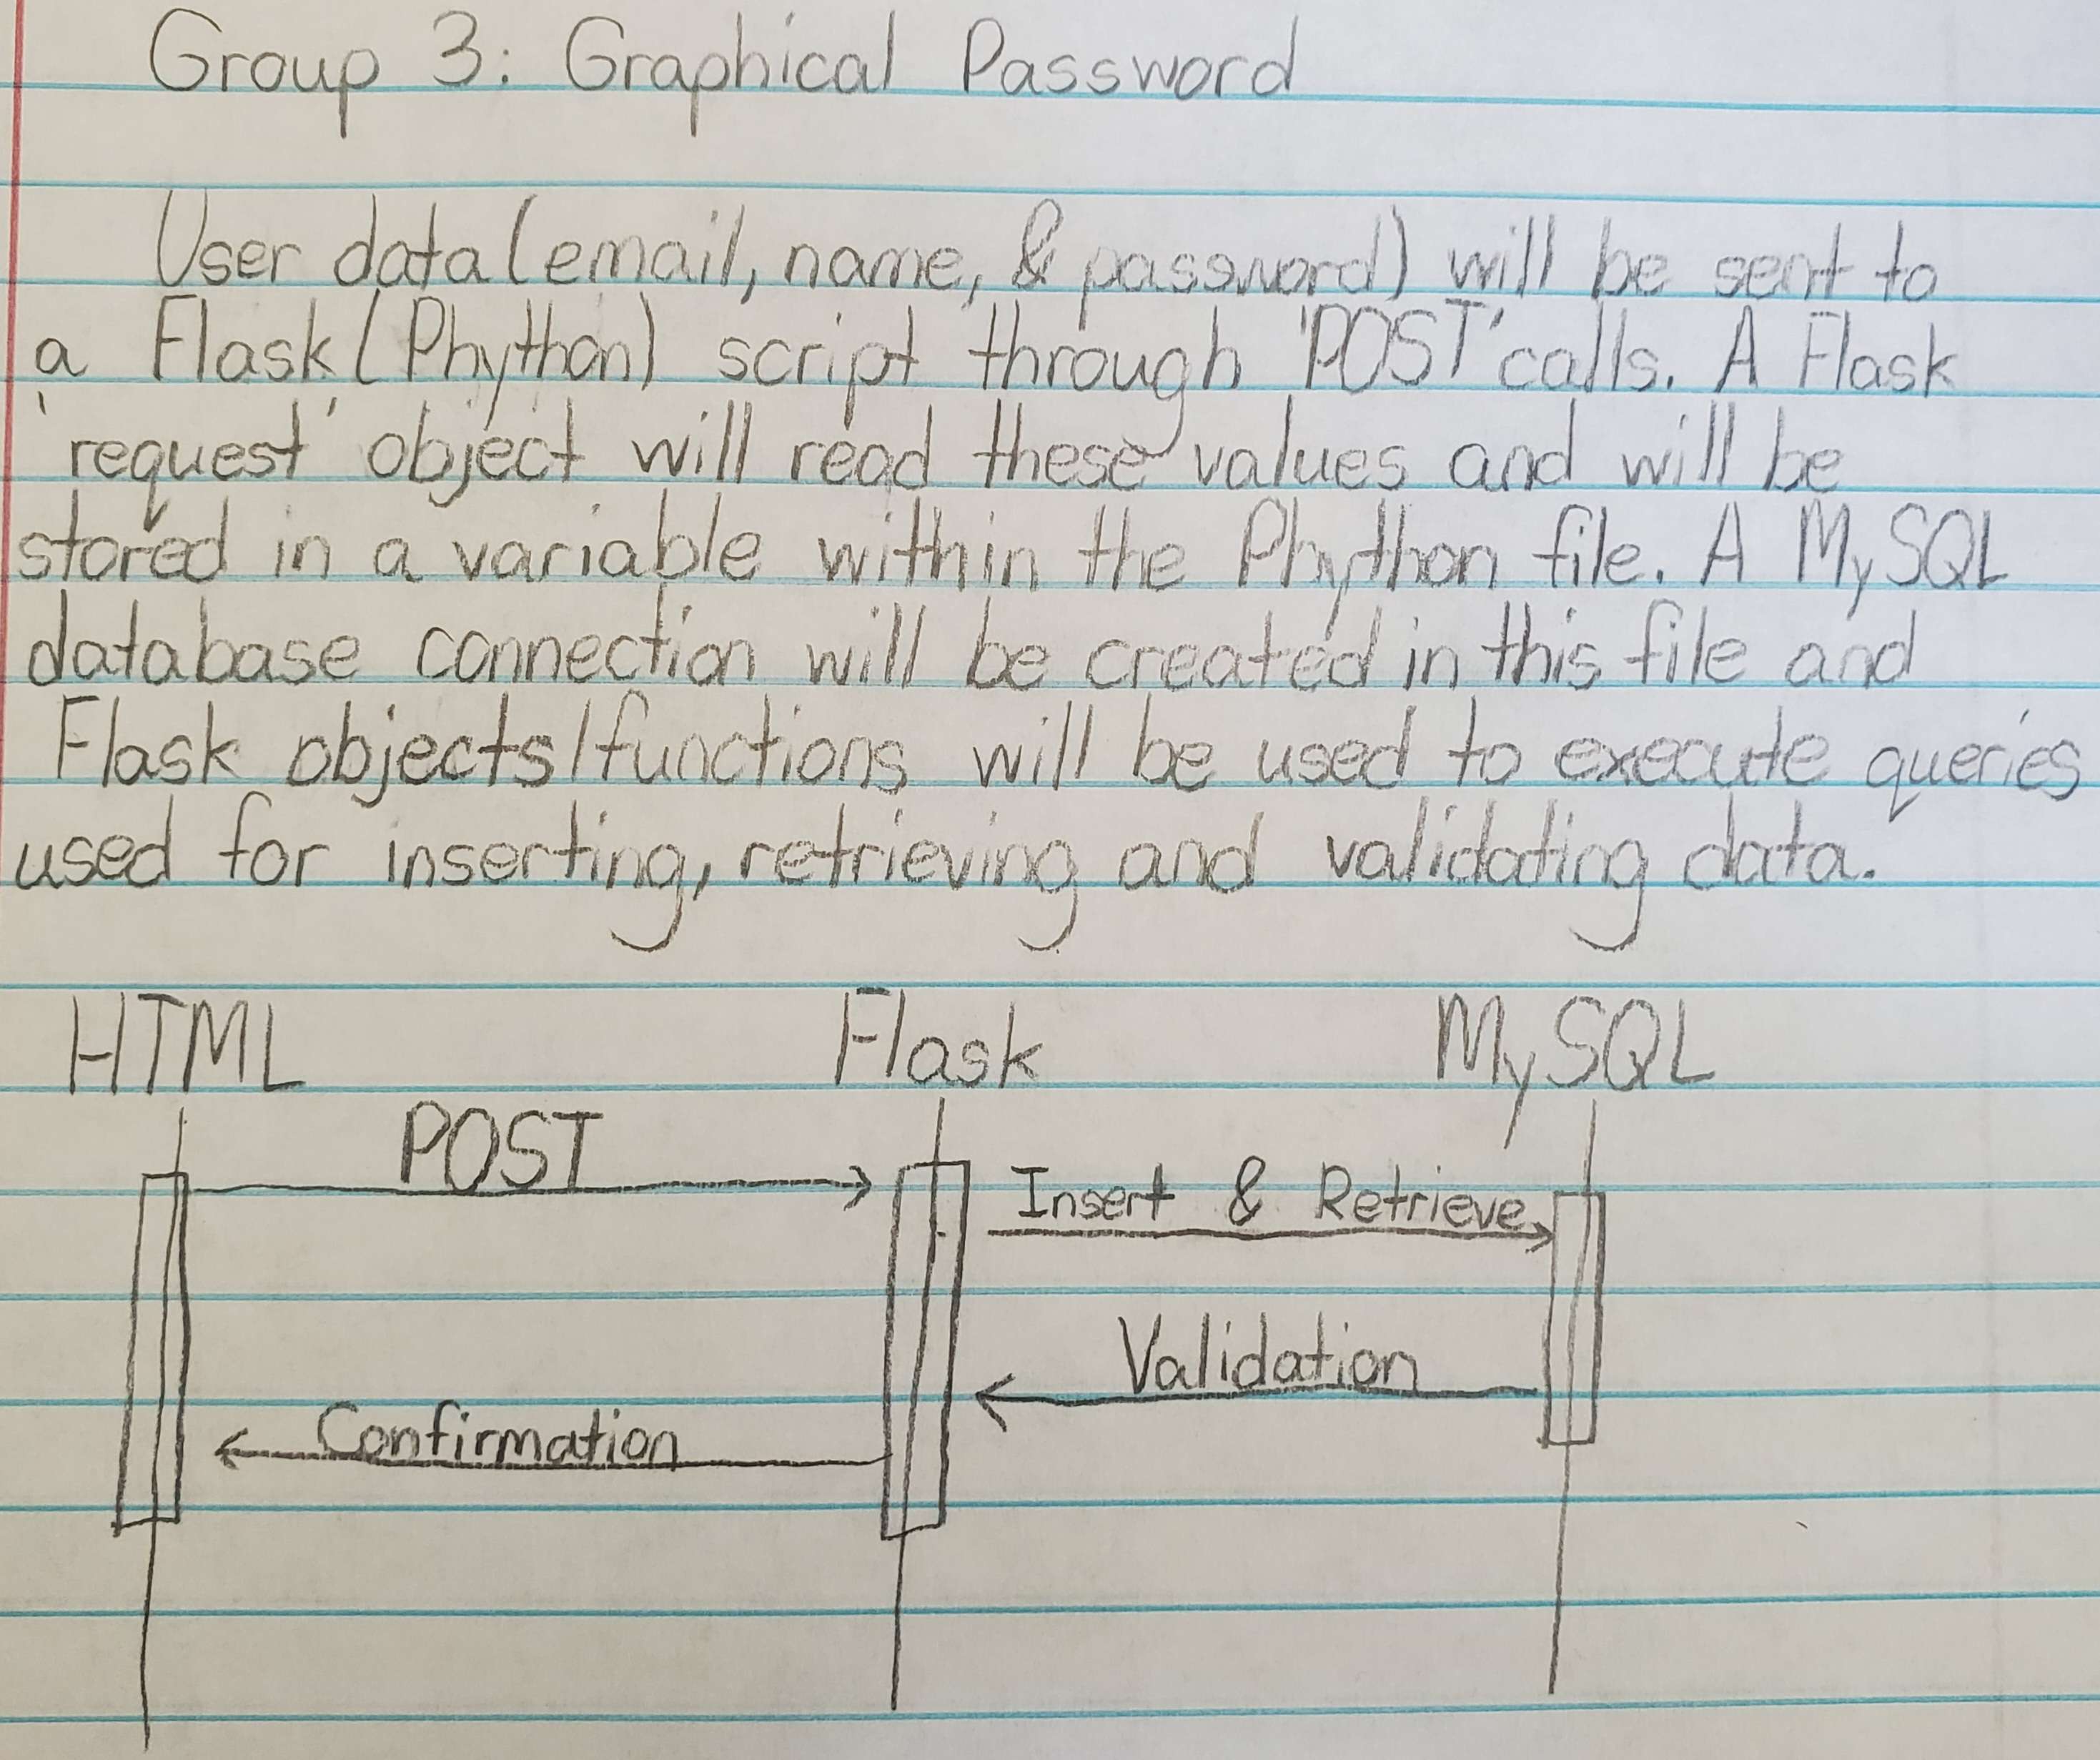 Group 3: Graphical Password
User data (email, name, & password) will be sent to
a Flask (Phython) script through 'POST' calls. A Flask
'request' object will read these values and will be
stored in a variable within the Phython file. A MySQL
database connection will be created in this file and
Flask objects/functions will be used to execute queries
used for inserting, retrieving and validating data.
HTML Flask MySQL
POST
Insert & Retrieve
Validation
Confirmation